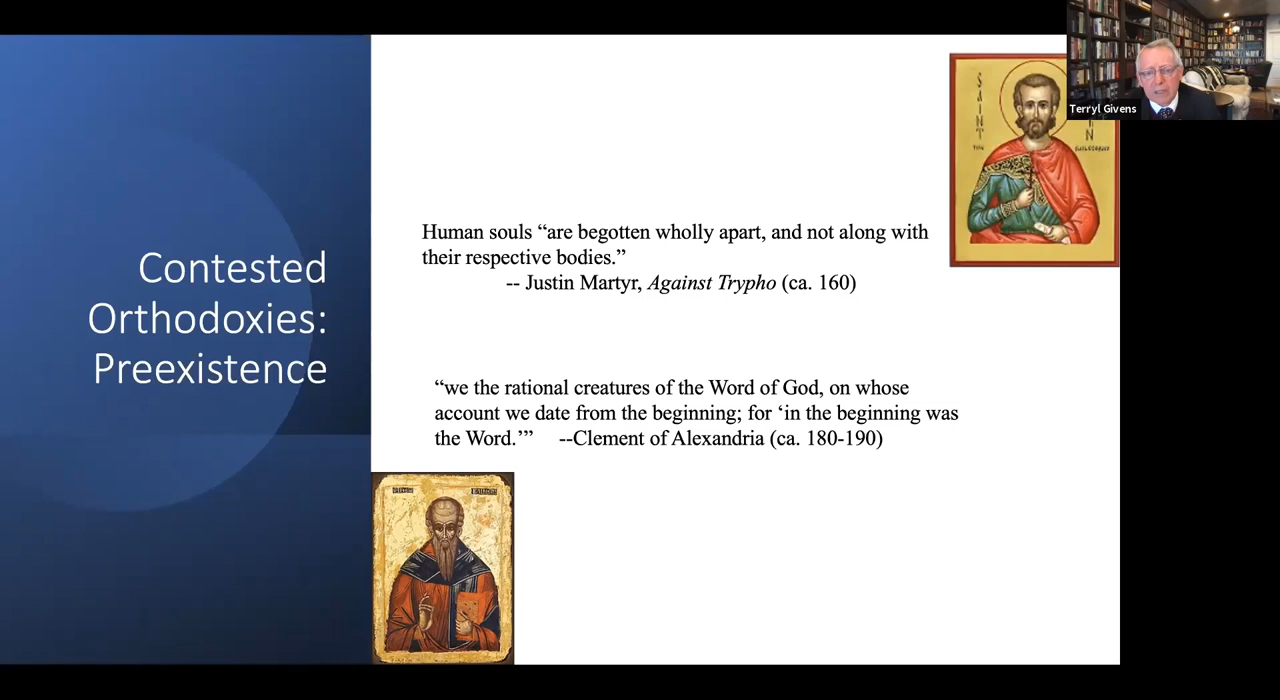 Contested
Orthodoxies:
Preexistence
Human souls “are begotten wholly apart, and not along with
their respective bodies.”
-- Justin Martyr, Against Trypho (ca. 160)
“we the rational creatures of the Word of God, on whose
account we date from the beginning; for ‘in the beginning was
the Word.’” --Clement of Alexandria (ca. 180-190)
SAINT
Terryl Givens